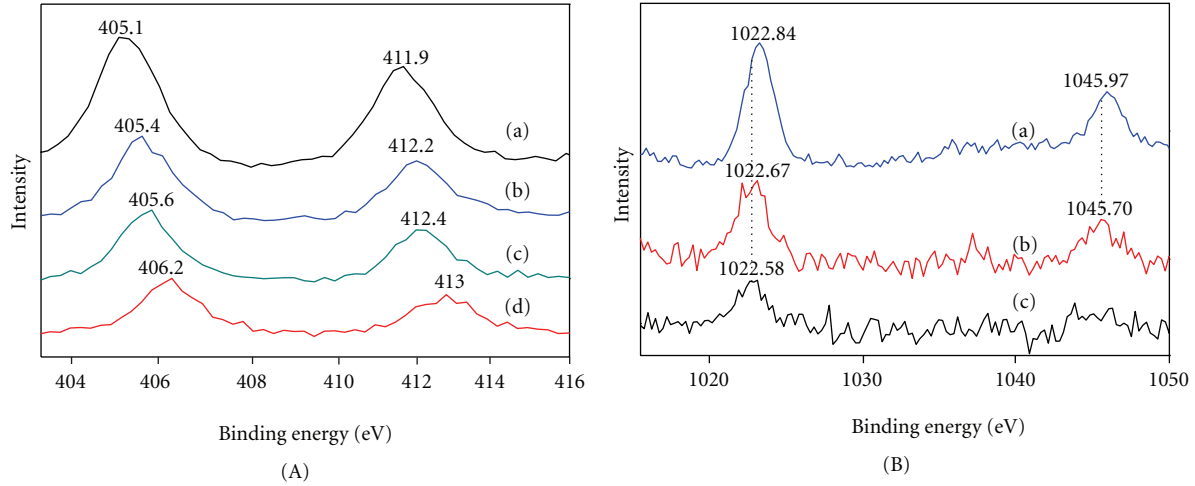 405.1
411.9
(a)
405.4
412.2
(b)
405.6
412.4
(c)
406.2
413
(d)
Intensity
404 406 408 410 412 414 416
Binding energy (eV)
(A)
1022.84
1045.97
(a)
1022.67
1045.70
(b)
1022.58
(c)
Intensity
1020 1030 1040 1050
Binding energy (eV)
(B)